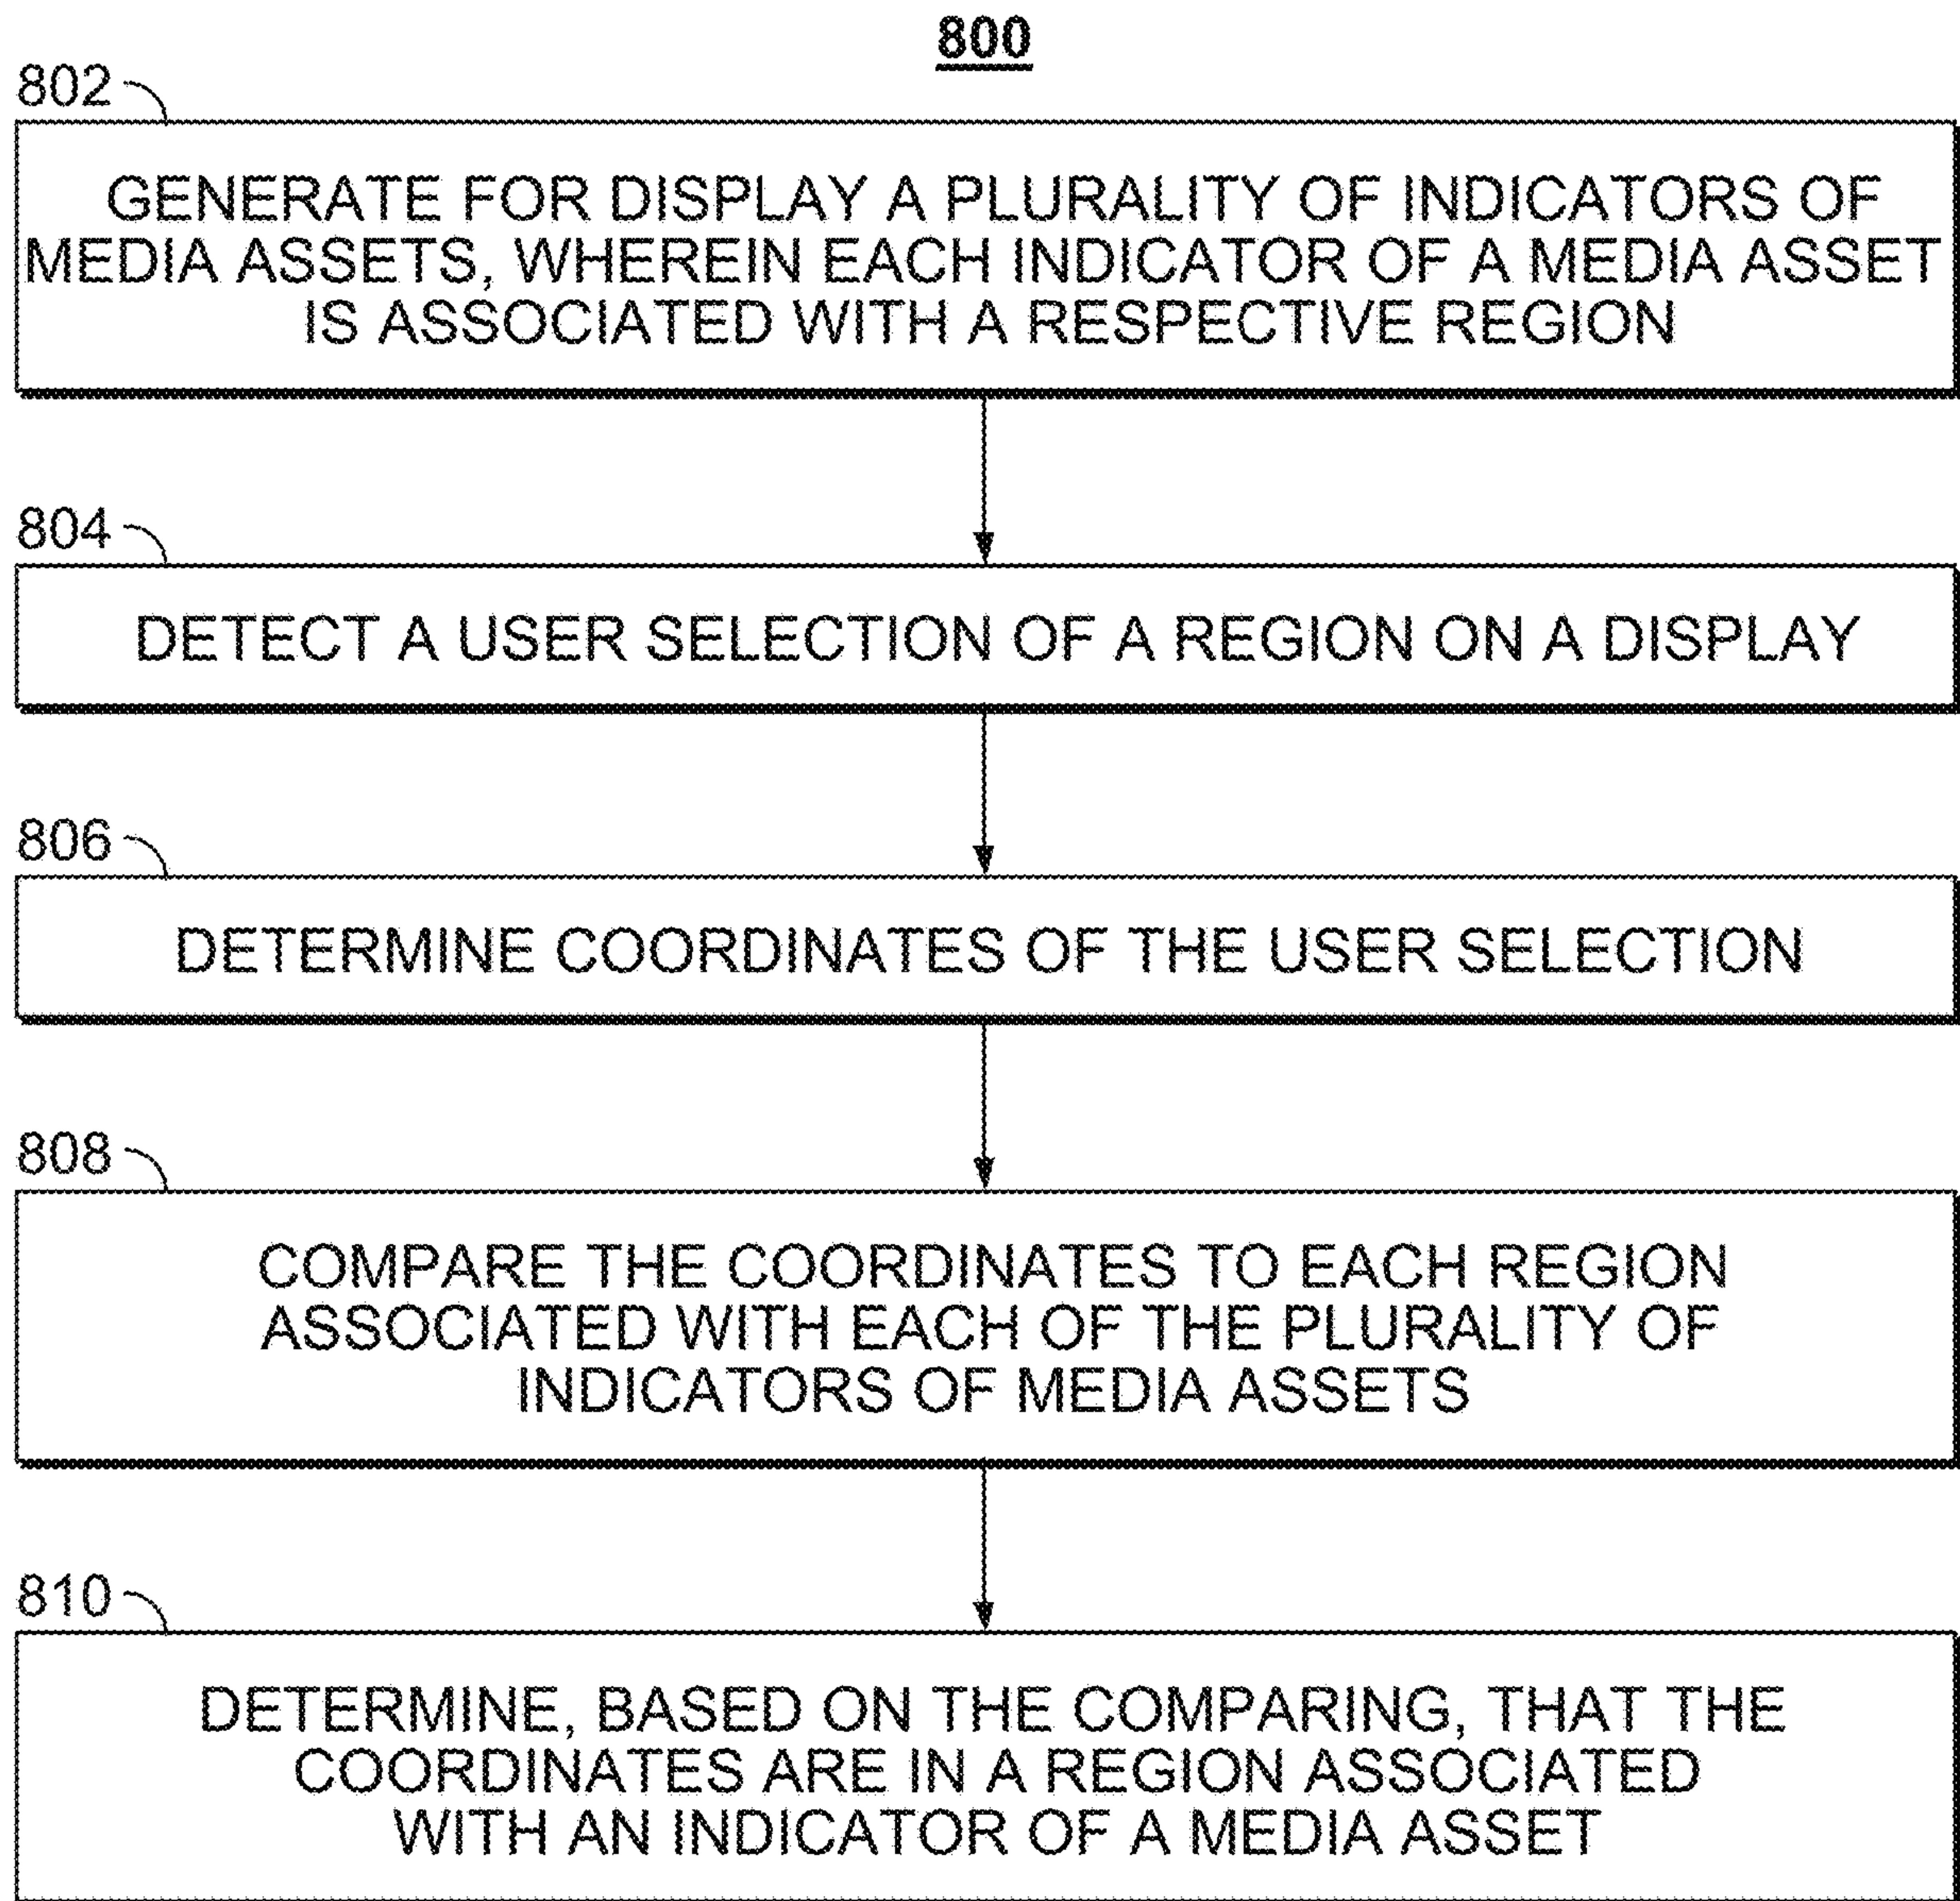 800
802
GENERATE FOR DISPLAY A PLURALITY OF INDICATORS OF
MEDIA ASSETS, WHEREIN EACH INDICATOR OF A MEDIA ASSET
IS ASSOCIATED WITH A RESPECTIVE REGION
804
DETECT A USER SELECTION OF A REGION ON A DISPLAY
806
DETERMINE COORDINATES OF THE USER SELECTION
808
COMPARE THE COORDINATES TO EACH REGION
ASSOCIATED WITH EACH OF THE PLURALITY OF
INDICATORS OF MEDIA ASSETS
810
DETERMINE, BASED ON THE COMPARING, THAT THE
COORDINATES ARE IN A REGION ASSOCIATED
WITH AN INDICATOR OF A MEDIA ASSET